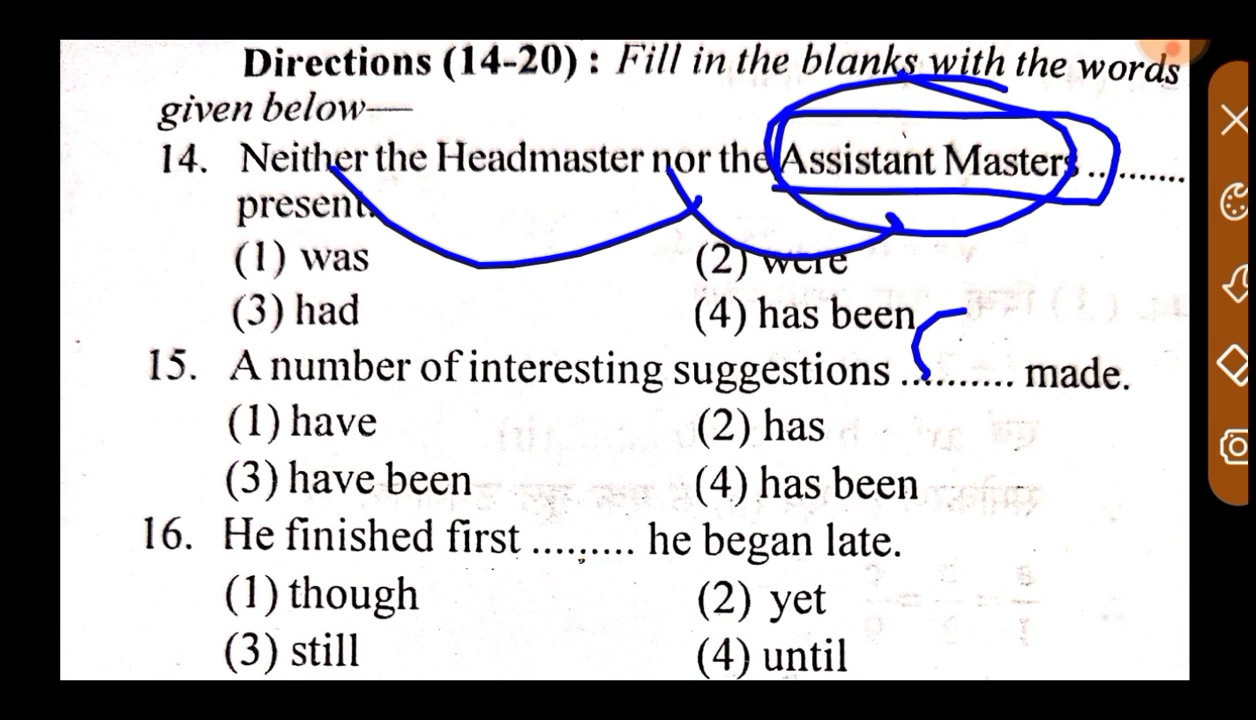 Directions (14-20) : Fill in the blanks with the words
given below—
14. Neither the Headmaster nor the Assistant Masters ..........
present.
(1) was (2) were
(3) had (4) has been
15. A number of interesting suggestions .......... made.
(1) have (2) has
(3) have been (4) has been
16. He finished first .......... he began late.
(1) though (2) yet
(3) still (4) until